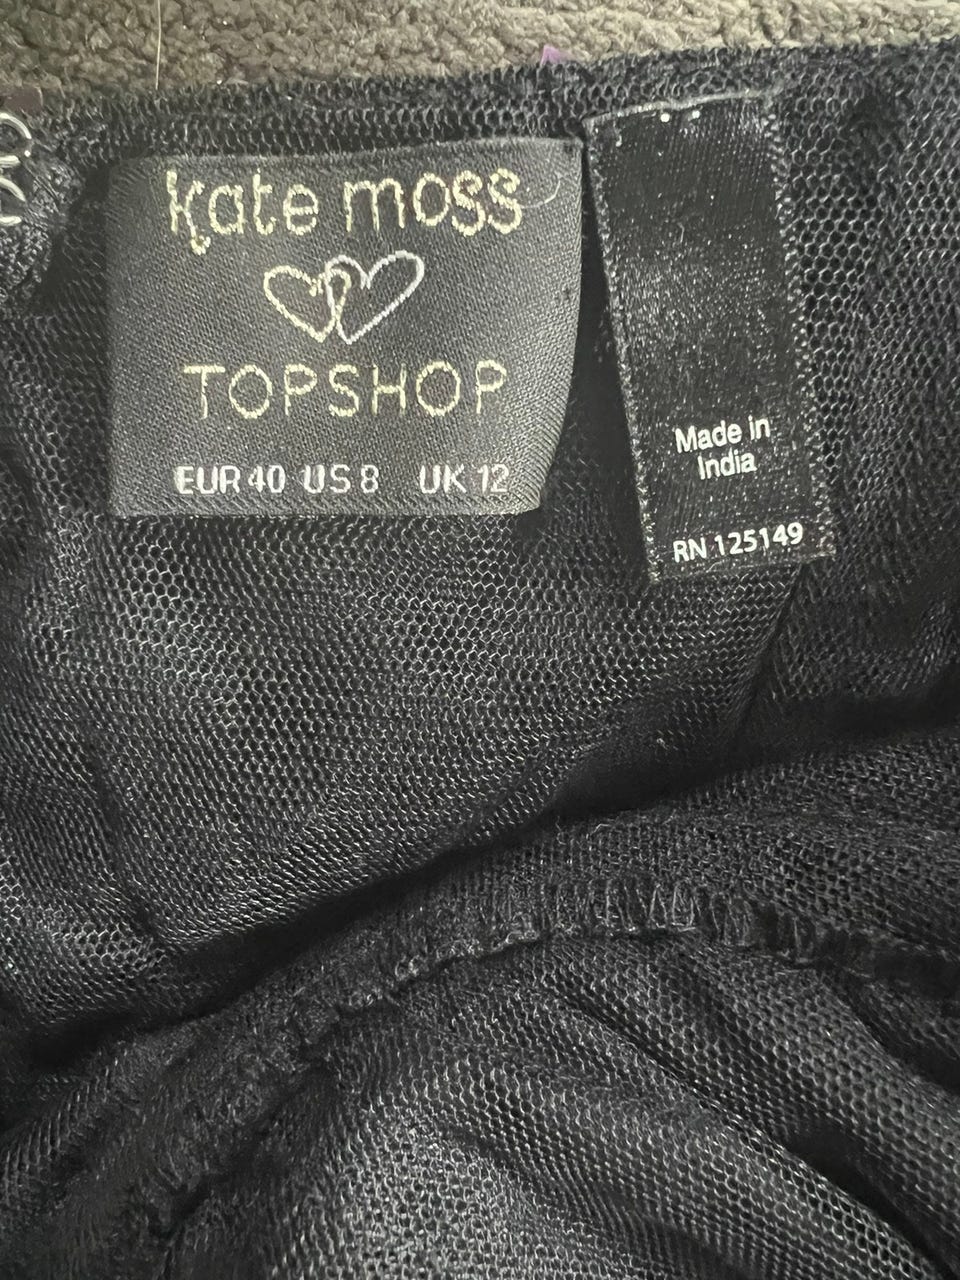 kate moss
TOPSHOP
EUR 40 US 8 UK 12
Made in
India
RN 125149